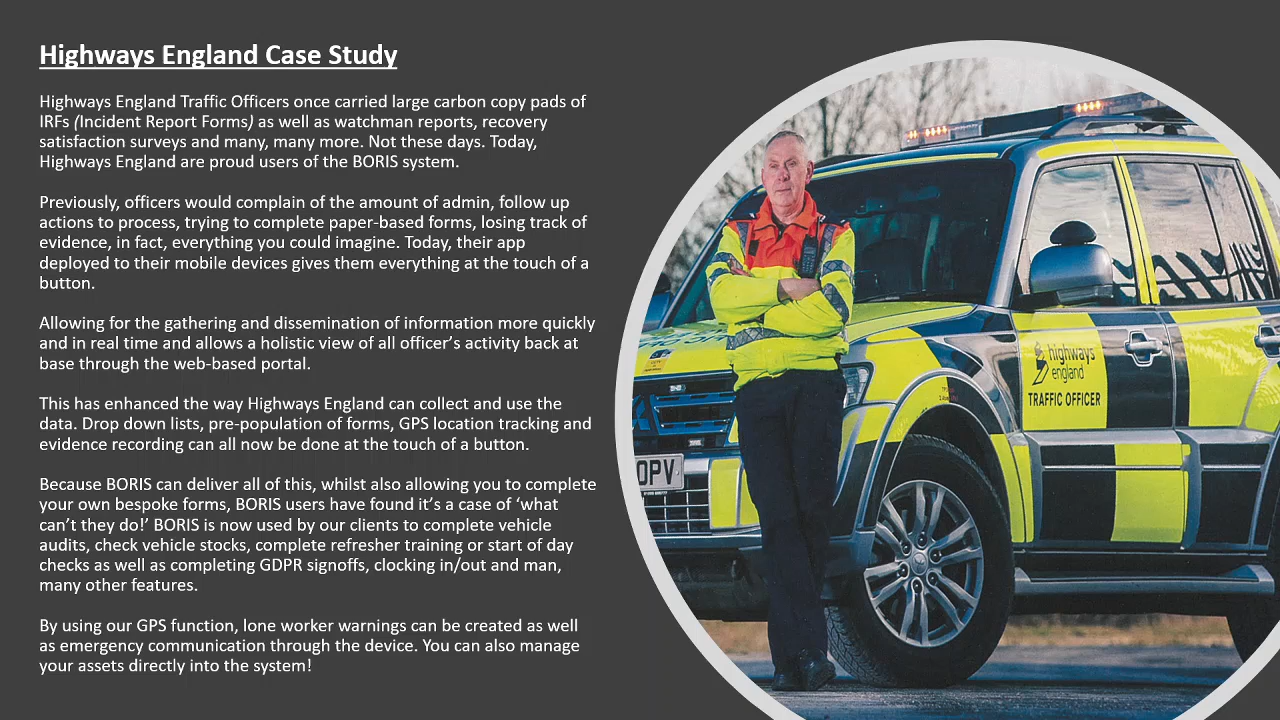 Highways England Case Study
Highways England Traffic Officers once carried large carbon copy pads of
IRFs (Incident Report Forms) as well as watchman reports, recovery
satisfaction surveys and many, many more. Not these days. Today,
Highways England are proud users of the BORIS system.
Previously, officers would complain of the amount of admin, follow up
actions to process, trying to complete paper-based forms, losing track of
evidence, in fact, everything you could imagine. Today, their app
deployed to their mobile devices gives them everything at the touch of a
button.
Allowing for the gathering and dissemination of information more quickly
and in real time and allows a holistic view of all officer’s activity back at
base through the web-based portal.
This has enhanced the way Highways England can collect and use the
data. Drop down lists, pre-population of forms, GPS location tracking and
evidence recording can all now be done at the touch of a button.
Because BORIS can deliver all of this, whilst also allowing you to complete
your own bespoke forms, BORIS users have found it’s a case of ‘what
can’t they do!’ BORIS is now used by our clients to complete vehicle
audits, check vehicle stocks, complete refresher training or start of day
checks as well as completing GDPR signoffs, clocking in/out and man,
many other features.
By using our GPS function, lone worker warnings can be created as well
as emergency communication through the device. You can also manage
your assets directly into the system!
highways
england
TRAFFIC OFFICER
OPV